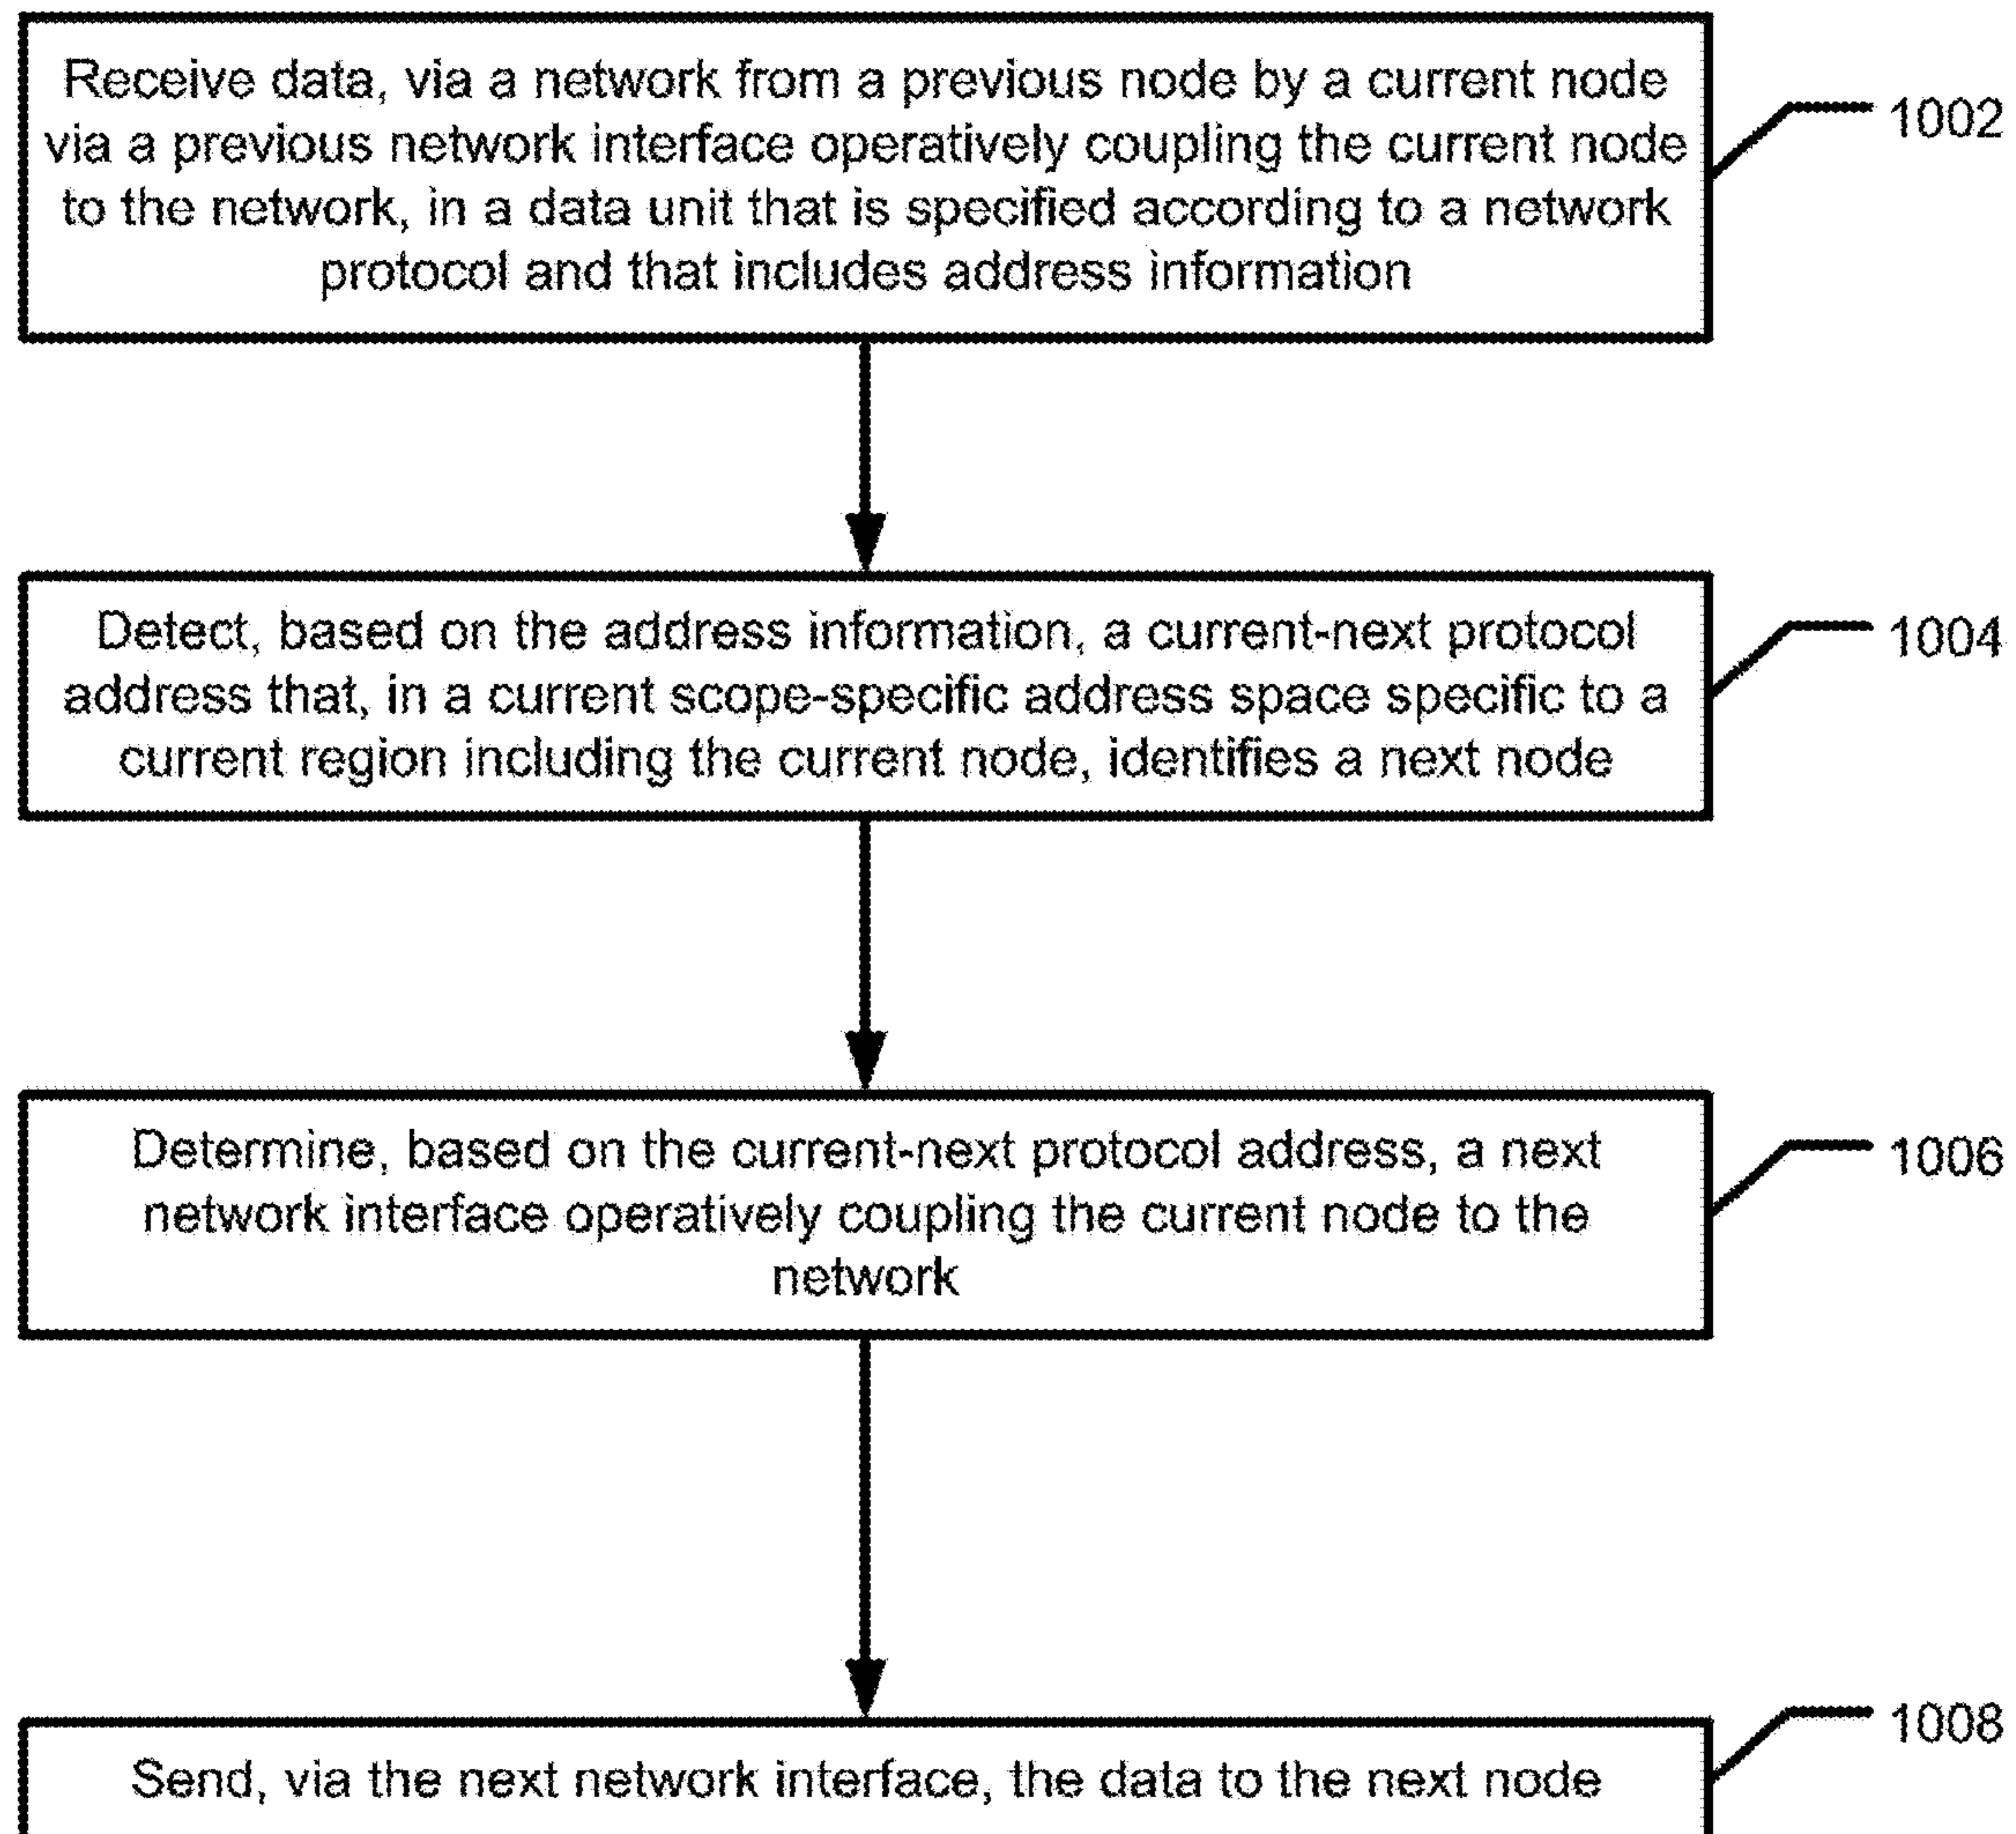 Receive data, via a network from a previous node by a current node
via a previous network interface operatively coupling the current node
to the network, in a data unit that is specified according to a network
protocol and that includes address information
1002
Detect, based on the address information, a current-next protocol
address that, in a current scope-specific address space specific to a
current region including the current node, identifies a next node
1004
Determine, based on the current-next protocol address, a next
network interface operatively coupling the current node to the
network
1006
Send, via the next network interface, the data to the next node
1008